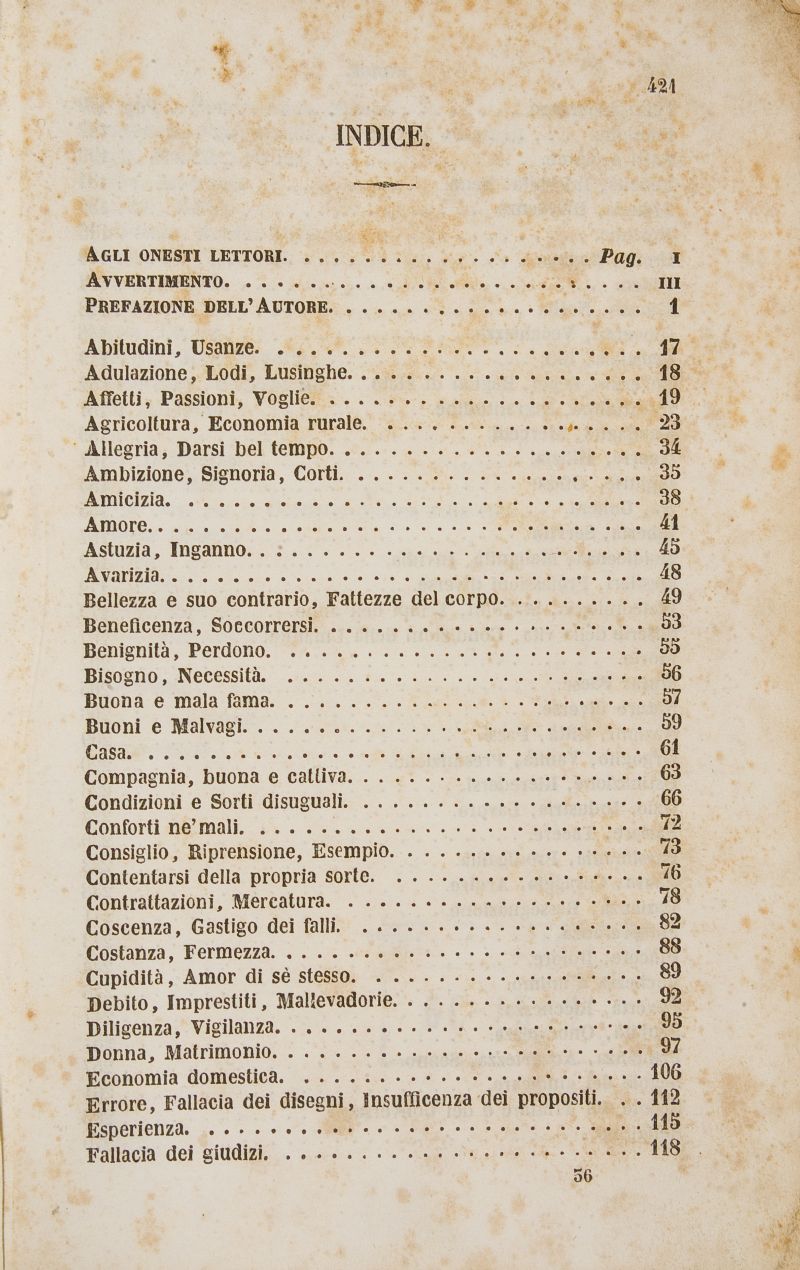 421
INDICE.
AGLI ONESTI LETTORI. . . . . . . . . . . . . . . . . . . . Pag. I
AVVERTIMENTO. . . . . . . . . . . . . . . . . . . . . . . . . . . III
PREFAZIONE DELL'AUTORE. . . . . . . . . . . . . . . . . . . . . 1
Abitudini, Usanze. . . . . . . . . . . . . . . . . . . . . . . . . 17
Adulazione, Lodi, Lusinghe. . . . . . . . . . . . . . . . . . . . 18
Affetti, Passioni, Voglie. . . . . . . . . . . . . . . . . . . . . . 19
Agricoltura, Economia rurale. . . . . . . . . . . . . . . . . . 23
Allegria, Darsi bel tempo. . . . . . . . . . . . . . . . . . . . . 34
Ambizione, Signoria, Corti. . . . . . . . . . . . . . . . . . . . 35
Amicizia. . . . . . . . . . . . . . . . . . . . . . . . . . . . . . . 38
Amore. . . . . . . . . . . . . . . . . . . . . . . . . . . . . . . . . 41
Astuzia, Inganno. . . . . . . . . . . . . . . . . . . . . . . . . . 45
Avarizia. . . . . . . . . . . . . . . . . . . . . . . . . . . . . . . . 48
Bellezza e suo contrario, Fattezze del corpo. . . . . . . . . . 49
Beneficenza, Soccorrersi. . . . . . . . . . . . . . . . . . . . . . 53
Benignità, Perdono. . . . . . . . . . . . . . . . . . . . . . . . 55
Bisogno, Necessità. . . . . . . . . . . . . . . . . . . . . . . . 56
Buona e mala fama. . . . . . . . . . . . . . . . . . . . . . . . 57
Buoni e Malvagi. . . . . . . . . . . . . . . . . . . . . . . . . . 59
Casa. . . . . . . . . . . . . . . . . . . . . . . . . . . . . . . . . . 61
Compagnia, buona e cattiva. . . . . . . . . . . . . . . . . . . . 63
Condizioni e Sorti disuguali. . . . . . . . . . . . . . . . . . . . 66
Conforti ne'mali. . . . . . . . . . . . . . . . . . . . . . . . . . 72
Consiglio, Riprensione, Esempio. . . . . . . . . . . . . . . . . 73
Contentarsi della propria sorte. . . . . . . . . . . . . . . . . . 76
Contrattazioni, Mercatura. . . . . . . . . . . . . . . . . . . . . 78
Coscenza, Gastigo dei falli. . . . . . . . . . . . . . . . . . . . 82
Costanza, Fermezza. . . . . . . . . . . . . . . . . . . . . . . . . 88
Cupidità, Amor di sè stesso. . . . . . . . . . . . . . . . . . . 89
Debito, Imprestiti, Mallevadorie. . . . . . . . . . . . . . . . . 92
Diligenza, Vigilanza. . . . . . . . . . . . . . . . . . . . . . . . . 95
Donna, Matrimonio. . . . . . . . . . . . . . . . . . . . . . . . . 97
Economia domestica. . . . . . . . . . . . . . . . . . . . . . . . 106
Errore, Fallacia dei disegni, Insufficenza dei propositi. . . 112
Esperienza. . . . . . . . . . . . . . . . . . . . . . . . . . . . . . 115
Fallacia dei giudizi. . . . . . . . . . . . . . . . . . . . . . . . . 118
56